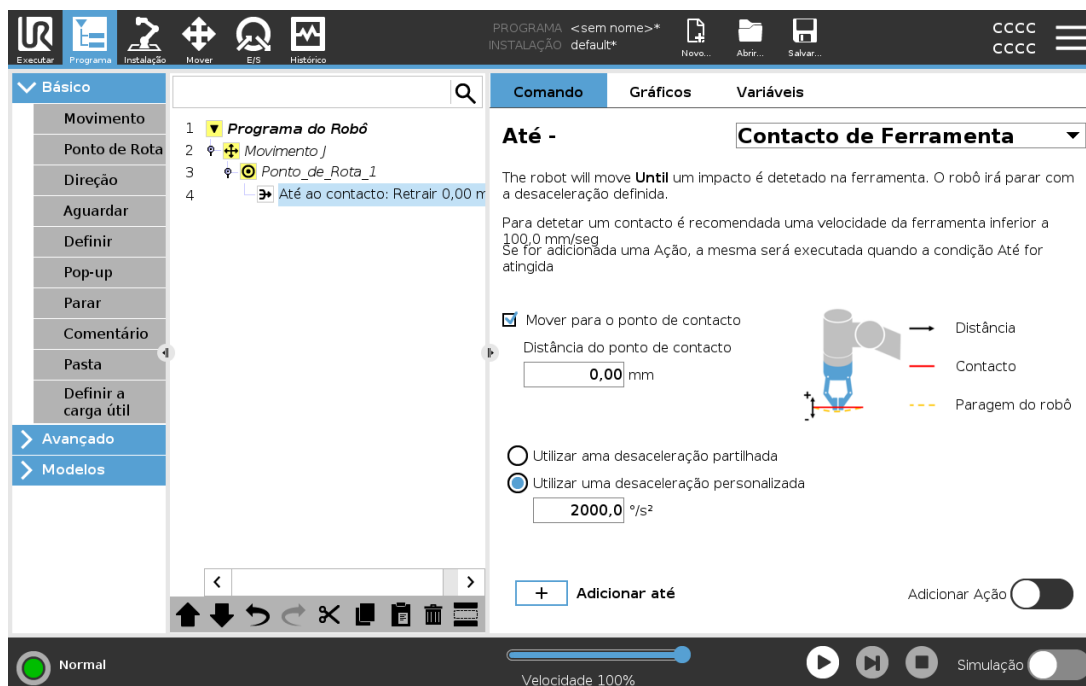 PROGRAMA <sem nome>*
INSTALAÇÃO default*
CCCC
CCCC
Executar Programa Instalação Mover E/S Histórico Novo... Abrir... Salvar...
Básico
Movimento
Ponto de Rota
Direção
Aguardar
Definir
Pop-up
Parar
Comentário
Pasta
Definir a
carga útil
Avançado
Modelos
1 Programa do Robô
2 Movimento J
3 Ponto_de_Rota_1
4 Até ao contacto: Retrair 0,00 m
Comando Gráficos Variáveis
Até - Contacto de Ferramenta
The robot will move Until um impacto é detetado na ferramenta. O robô irá parar com
a desaceleração definida.
Para detetar um contacto é recomendada uma velocidade da ferramenta inferior a
100,0 mm/seg
Se for adicionada uma Ação, a mesma será executada quando a condição Até for
atingida
Mover para o ponto de contacto
Distância do ponto de contacto
0,00 mm
+
-
Distância
Contacto
Paragem do robô
Utilizar ama desaceleração partilhada
Utilizar uma desaceleração personalizada
2000,0 °/s²
+ Adicionar até
Adicionar Ação
Normal
Velocidade 100%
Simulação